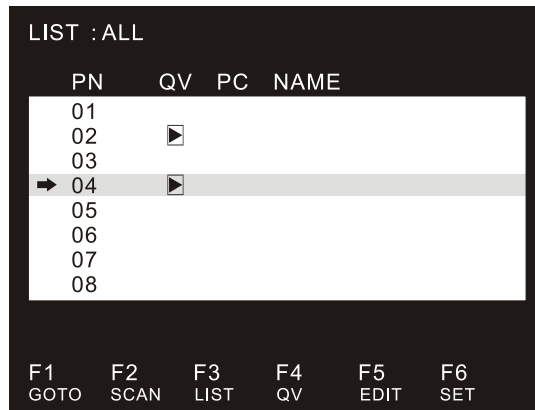 LIST : ALL
PN QV PC NAME
01
02
03
04
05
06
07
08
F1 F2 F3 F4 F5 F6
GOTO SCAN LIST QV EDIT SET